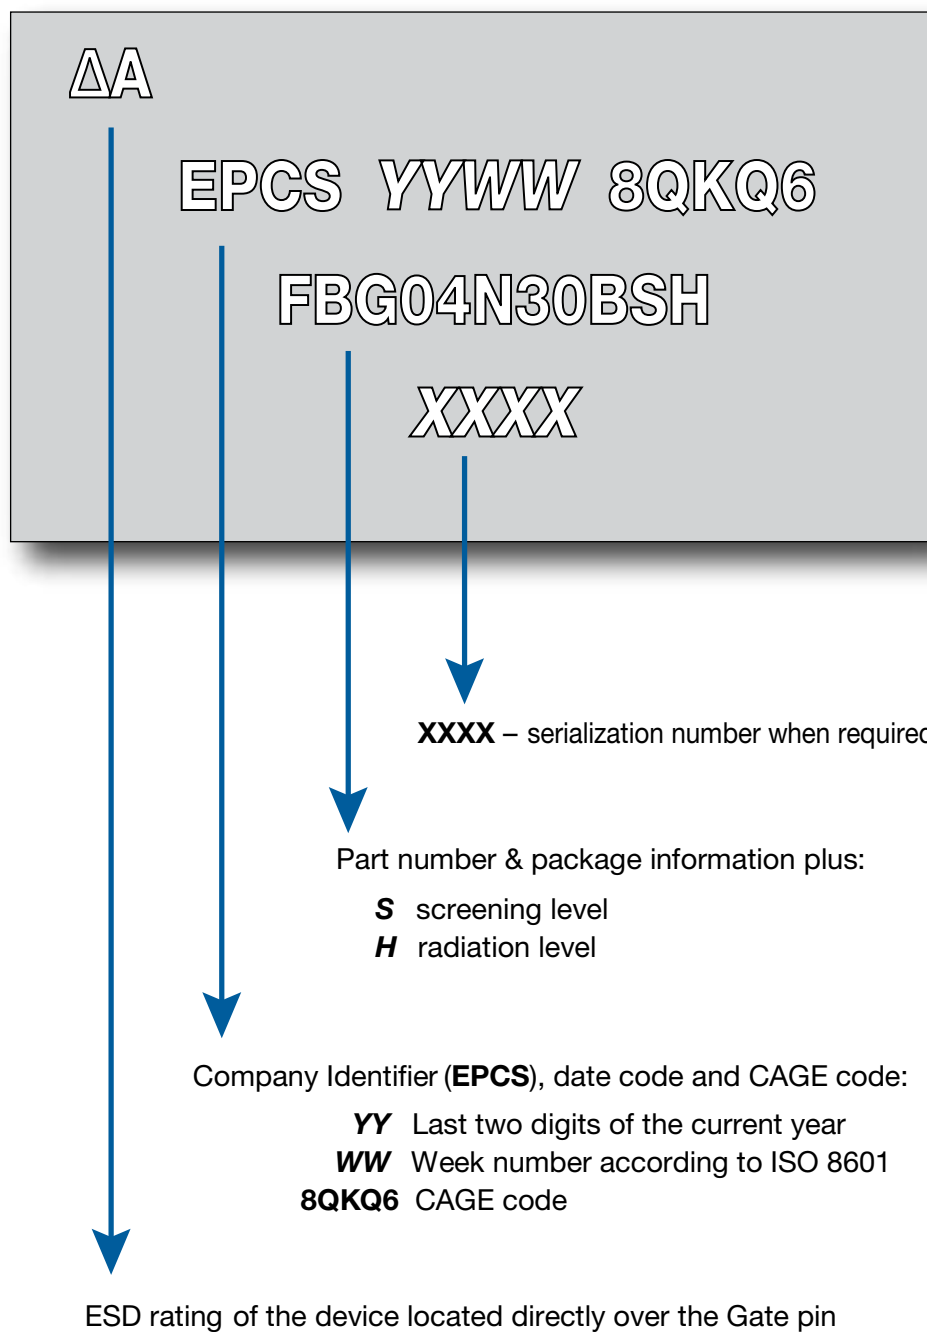 ΔA
EPCS YYWW 8QKQ6
FBG04N30BSH
XXXX
XXXX – serialization number when required
Part number & package information plus:
S screening level
H radiation level
Company Identifier (EPCS), date code and CAGE code:
YY Last two digits of the current year
WW Week number according to ISO 8601
8QKQ6 CAGE code
ESD rating of the device located directly over the Gate pin